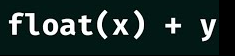 float(x) + y